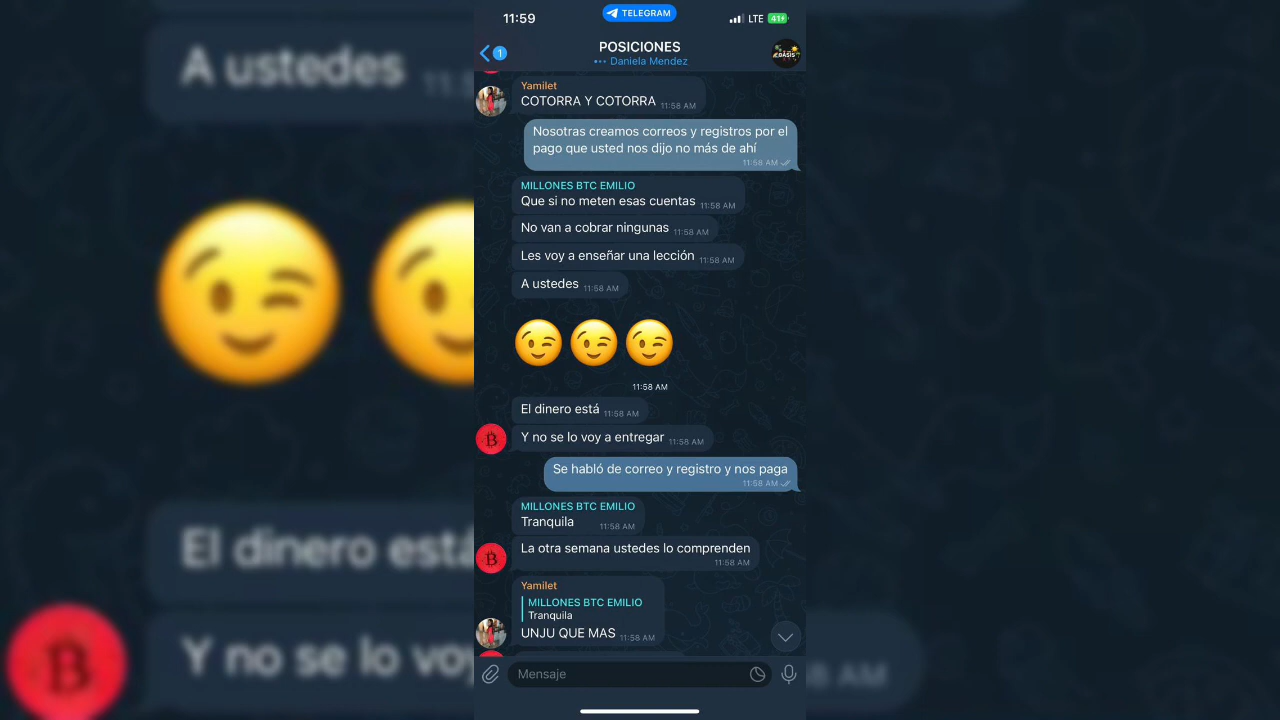 11:59
TELEGRAM
LTE
41
1
POSICIONES
Daniela Mendez
BASIS
Yamilet
COTORRA Y COTORRA 11:58 AM
Nosotras creamos correos y registros por el
pago que usted nos dijo no más de ahí
11:58 AM
MILLONES BTC EMILIO
Que si no meten esas cuentas 11:58 AM
No van a cobrar ningunas 11:58 AM
Les voy a enseñar una lección 11:58 AM
A ustedes 11:58 AM
11:58 AM
El dinero está 11:58 AM
Y no se lo voy a entregar 11:58 AM
Se habló de correo y registro y nos paga
11:58 AM
MILLONES BTC EMILIO
Tranquila 11:58 AM
La otra semana ustedes lo comprenden
11:58 AM
Yamilet
MILLONES BTC EMILIO
Tranquila
UNJU QUE MAS 11:58 AM
Mensaje
A ustedes
El dinero está
Y no se lo voy